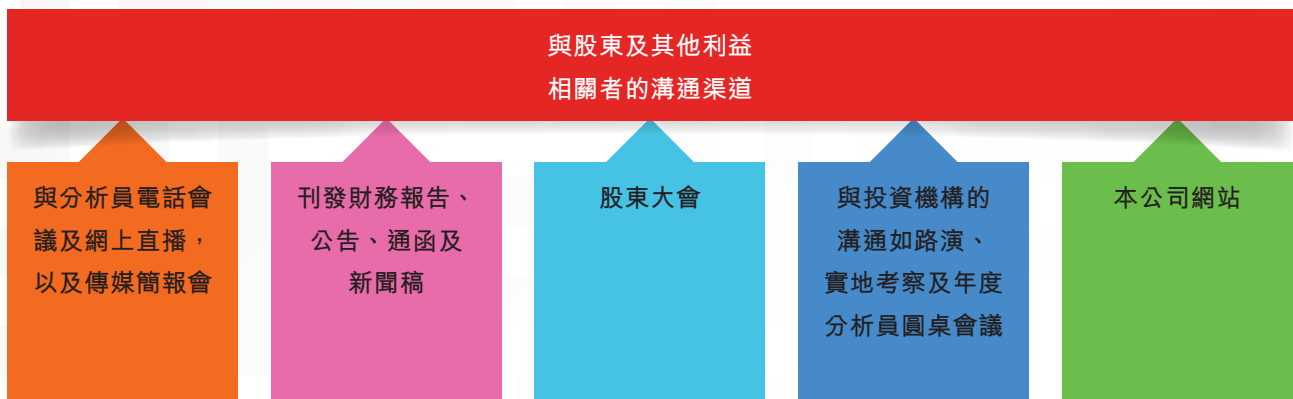 與股東及其他利益
相關者的溝通渠道
與分析員電話會
議及網上直播，
以及傳媒簡報會
刊發財務報告、
公告、通函及
新聞稿
股東大會
與投資機構的
溝通如路演、
實地考察及年度
分析員圓桌會議
本公司網站